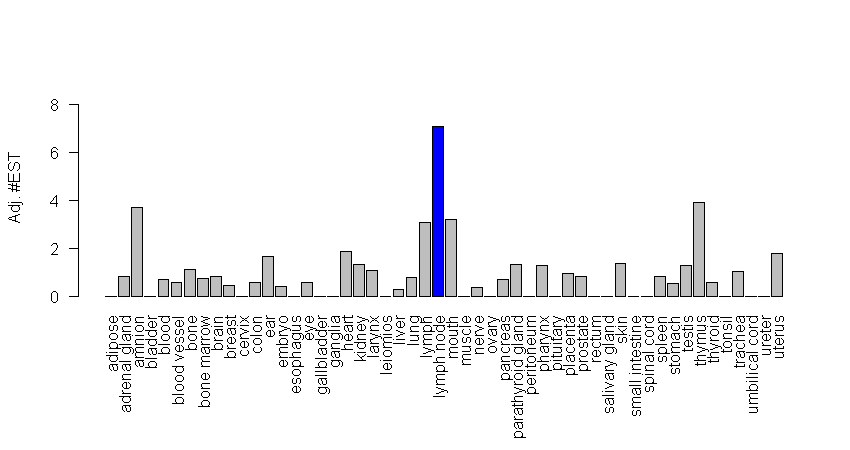 Adj. #EST
8
6
4
2
0
adipose
adrenal gland
amnion
bladder
blood
blood vessel
bone
bone marrow
brain
breast
cervix
colon
ear
embryo
esophagus
eye
gallbladder
ganglia
heart
kidney
larynx
leiomios
liver
lung
lymph
lymph node
mouth
muscle
nerve
ovary
pancreas
parathyroid gland
peritoneum
pharynx
pituitary
placenta
prostate
rectum
salivary gland
skin
small intestine
spinal cord
spleen
stomach
testis
thymus
thyroid
tonsil
trachea
umbilical cord
ureter
uterus